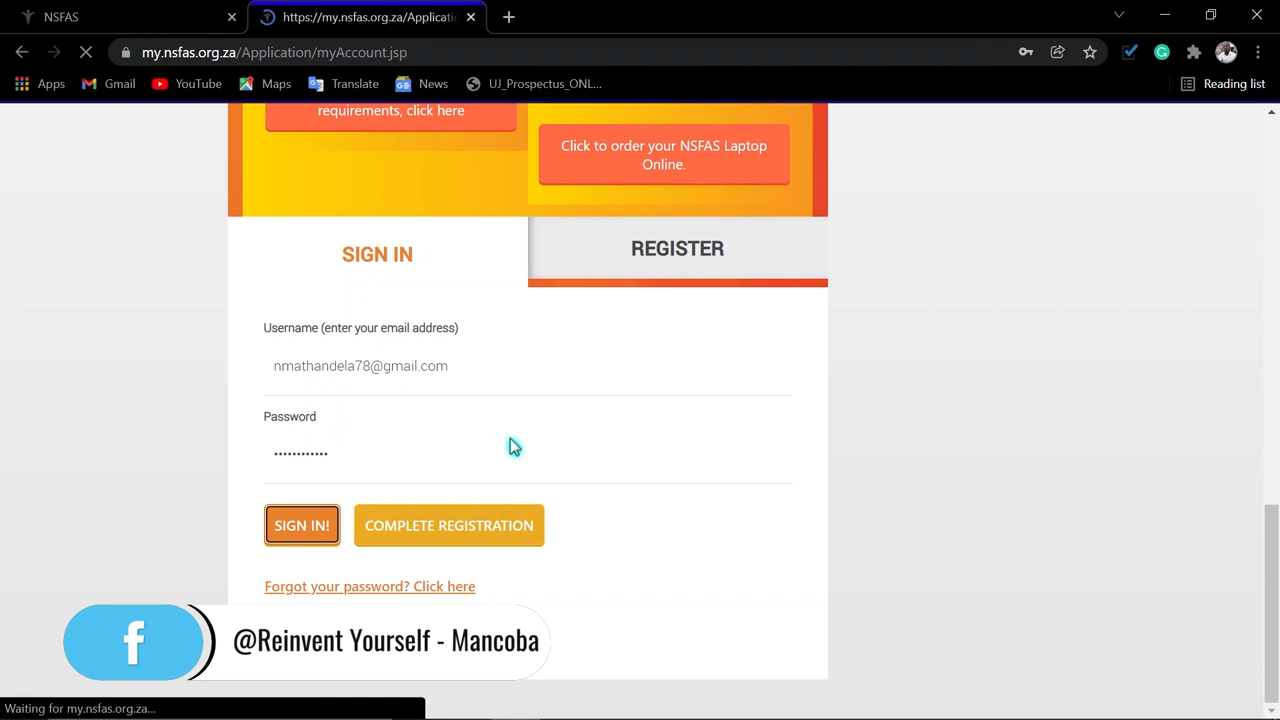 NSFAS
https://my.nsfas.org.za/Applicati
my.nsfas.org.za/Application/myAccount.jsp
Apps
Gmail
YouTube
Maps
Translate
News
UJ_Prospectus_ONL...
Reading list
requirements, click here
Click to order your NSFAS Laptop
Online.
SIGN IN
REGISTER
Username (enter your email address)
nmathandela78@gmail.com
Password
............
SIGN IN!
COMPLETE REGISTRATION
Forgot your password? Click here
f
@Reinvent Yourself - Mancoba
Waiting for my.nsfas.org.za...